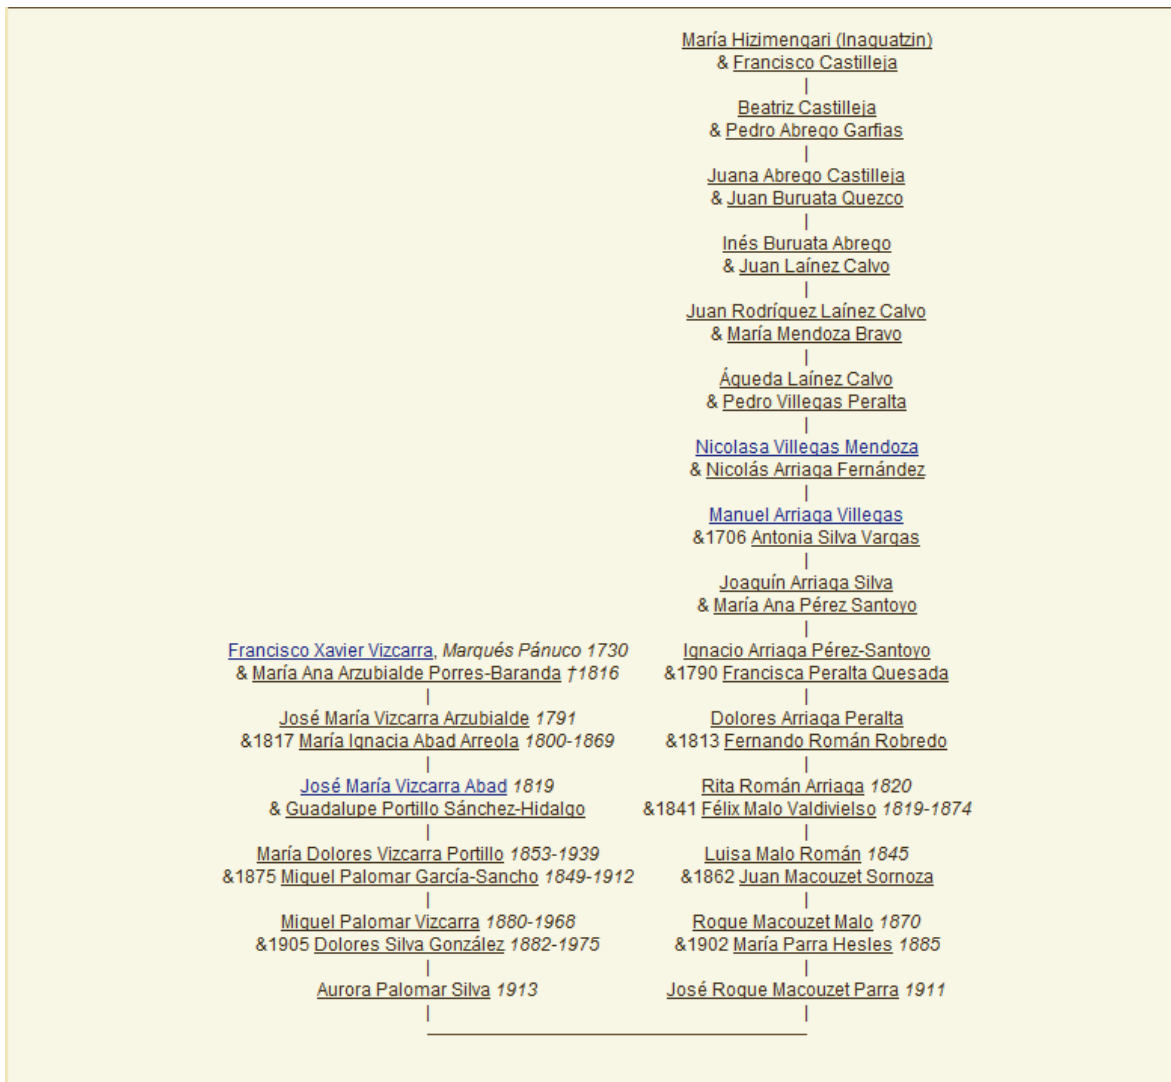 María Hizimengari (Inaguatzin)
& Francisco Castilleja
|
Beatriz Castilleja
& Pedro Abrego Garfias
|
Juana Abrego Castilleja
& Juan Buruata Quezco
|
Inés Buruata Abrego
& Juan Laínez Calvo
|
Juan Rodríguez Laínez Calvo
& María Mendoza Bravo
|
Águeda Laínez Calvo
& Pedro Villegas Peralta
|
Nicolasa Villegas Mendoza
& Nicolás Arriaga Fernández
|
Manuel Arriaga Villegas
&1706 Antonia Silva Vargas
|
Joaquín Arriaga Silva
& María Ana Pérez Santoyo
|
Francisco Xavier Vizcarra, Marqués Pánuco 1730
& María Ana Arzubialde Porres-Baranda †1816
|
José María Vizcarra Arzubialde 1791
&1817 María Ignacia Abad Arreola 1800-1869
|
José María Vizcarra Abad 1819
& Guadalupe Portillo Sánchez-Hidalgo
|
María Dolores Vizcarra Portillo 1853-1939
&1875 Miguel Palomar García-Sancho 1849-1912
|
Miguel Palomar Vizcarra 1880-1968
&1905 Dolores Silva González 1882-1975
|
Aurora Palomar Silva 1913
|
Ignacio Arriaga Pérez-Santoyo
&1790 Francisca Peralta Quesada
|
Dolores Arriaga Peralta
&1813 Fernando Román Robredo
|
Rita Román Arriaga 1820
&1841 Félix Malo Valdivielso 1819-1874
|
Luisa Malo Román 1845
&1862 Juan Macouzet Sornoza
|
Roque Macouzet Malo 1870
&1902 María Parra Hesles 1885
|
José Roque Macouzet Parra 1911
|